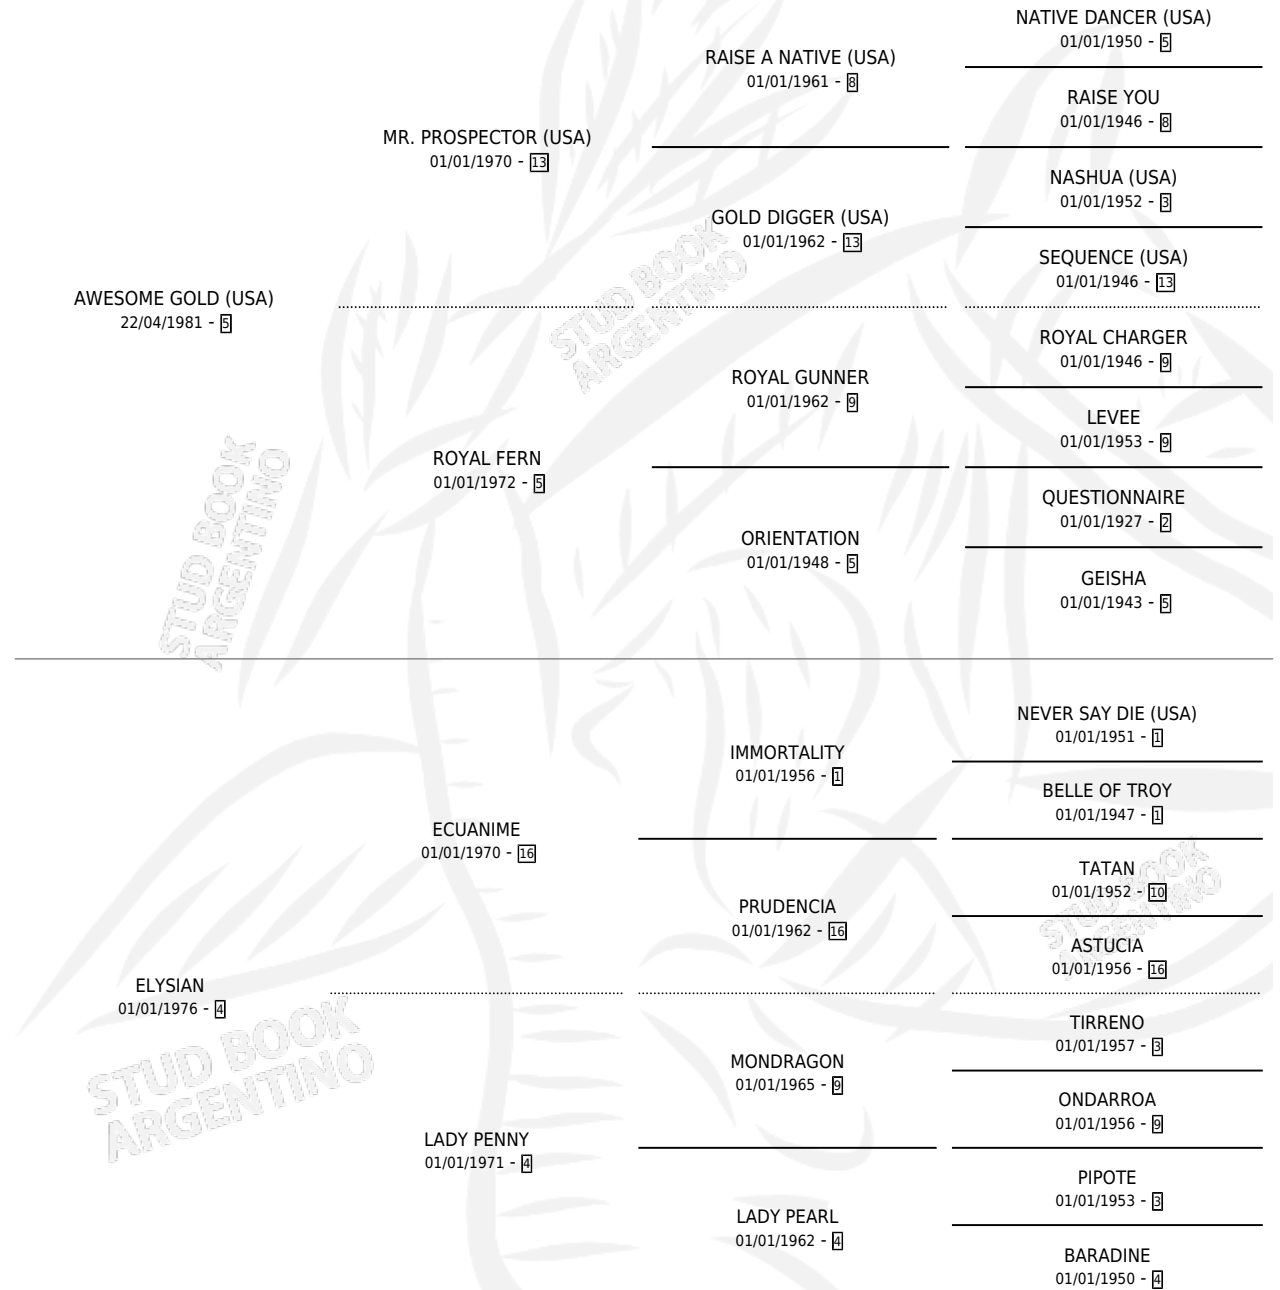 NATIVE DANCER (USA)
01/01/1950 - 5
RAISE A NATIVE (USA)
01/01/1961 - 8
RAISE YOU
01/01/1946 - 8
MR. PROSPECTOR (USA)
01/01/1970 - 13
NASHUA (USA)
01/01/1952 - 3
GOLD DIGGER (USA)
01/01/1962 - 13
SEQUENCE (USA)
01/01/1946 - 13
AWESOME GOLD (USA)
22/04/1981 - 5
ROYAL CHARGER
01/01/1946 - 9
ROYAL GUNNER
01/01/1962 - 9
LEVEE
01/01/1953 - 9
ROYAL FERN
01/01/1972 - 5
QUESTIONNAIRE
01/01/1927 - 2
ORIENTATION
01/01/1948 - 5
GEISHA
01/01/1943 - 5
NEVER SAY DIE (USA)
01/01/1951 - 1
IMMORTALITY
01/01/1956 - 1
BELLE OF TROY
01/01/1947 - 1
ECUANIME
01/01/1970 - 16
TATAN
01/01/1952 - 10
PRUDENCIA
01/01/1962 - 16
ASTUCIA
01/01/1956 - 16
ELYSIAN
01/01/1976 - 4
TIRRENO
01/01/1957 - 3
MONDRAGON
01/01/1965 - 9
ONDARROA
01/01/1956 - 9
LADY PENNY
01/01/1971 - 4
PIPOTE
01/01/1953 - 3
LADY PEARL
01/01/1962 - 4
BARADINE
01/01/1950 - 4
STUD BOOK
ARGENTINO
STUD BOOK
ARGENTINO
STUD BOOK
ARGENTINO
STUD BOOK
ARGENTINO